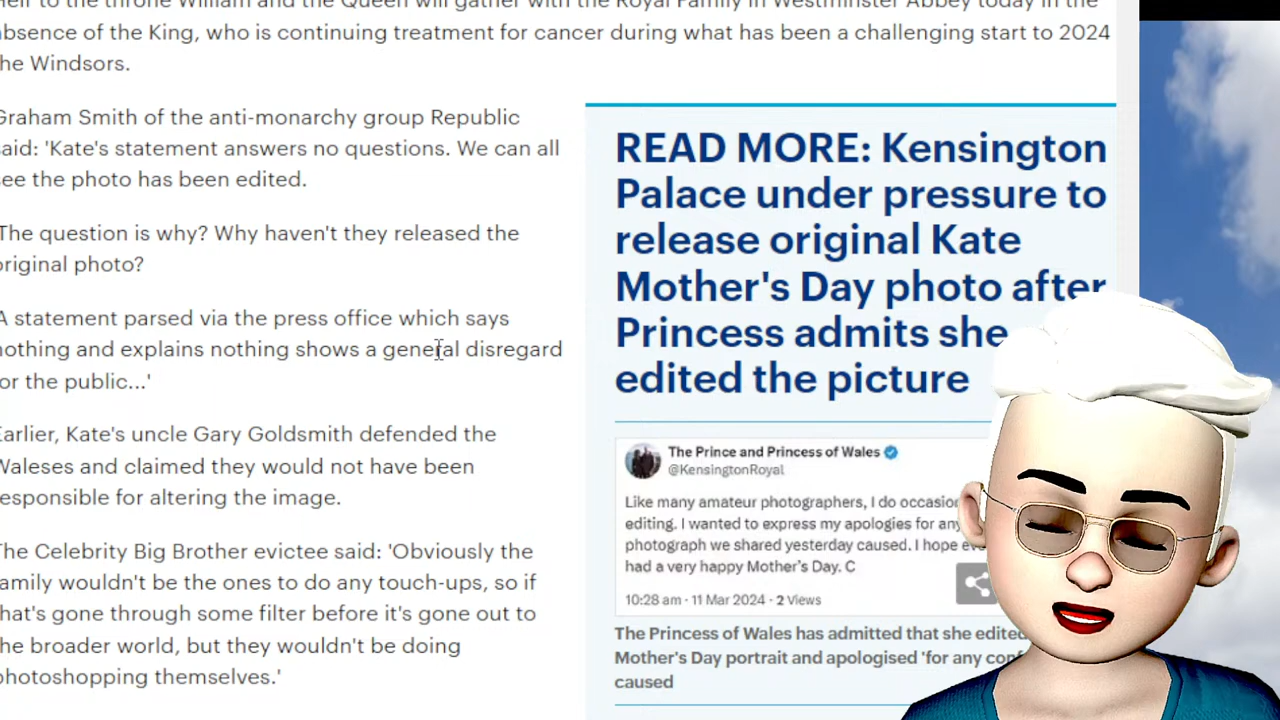 Heir to the throne William and the Queen will gather with the Royal Family in Westminster Abbey today in the
absence of the King, who is continuing treatment for cancer during what has been a challenging start to 2024
the Windsors.
Graham Smith of the anti-monarchy group Republic
said: 'Kate's statement answers no questions. We can all
see the photo has been edited.
'The question is why? Why haven't they released the
original photo?
'A statement parsed via the press office which says
nothing and explains nothing shows a general disregard
for the public...'
Earlier, Kate's uncle Gary Goldsmith defended the
Waleses and claimed they would not have been
responsible for altering the image.
The Celebrity Big Brother evictee said: 'Obviously the
family wouldn't be the ones to do any touch-ups, so if
that's gone through some filter before it's gone out to
the broader world, but they wouldn't be doing
photoshopping themselves.'
READ MORE: Kensington
Palace under pressure to
release original Kate
Mother's Day photo after
Princess admits she
edited the picture
The Prince and Princess of Wales
@KensingtonRoyal
Like many amateur photographers, I do
editing. I wanted to express my apologies for any
photograph we shared yesterday caused. I hope
had a very happy Mother's Day. C
10:28 am · 11 Mar 2024 · 2 Views
The Princess of Wales has admitted that she edited
Mother's Day portrait and apologised 'for any
caused